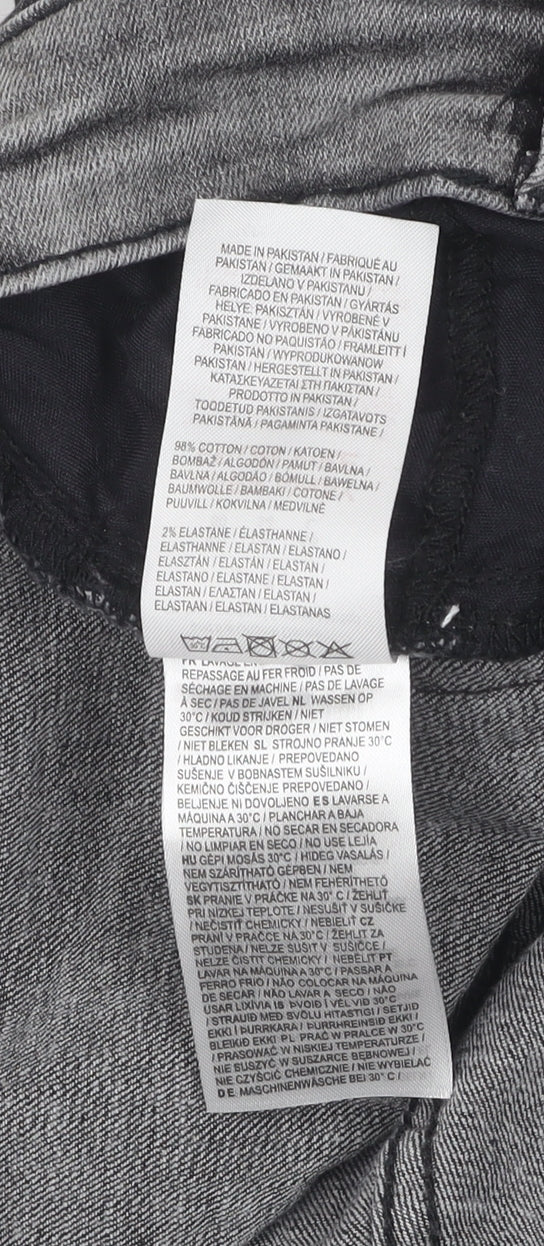 MADE IN PAKISTAN / FABRIQUÉ AU
PAKISTAN / GEMAAKT IN PAKISTAN /
IZDELANO V PAKISTANU /
FABRICADO EN PAKISTAN / GYÁRTÁS
HELYE: PAKISZTÁN / VYROBENÉ V
PAKISTANE / VYROBENO V PÁKISTÁNU
FABRICADO NO PAQUISTÃO / FRAMLEITT Í
PAKISTAN / WYPRODUKOWANOW
PAKISTAN / HERGESTELLT IN PAKISTAN /
ΚΑΤΑΣΚΕΥΑΖΕΤΑΙ ΣΤΗ ΠΑΚΙΣΤΑΝ /
PRODOTTO IN PAKISTAN /
TOODETUD PAKISTANIS / IZGATAVOTS
PAKISTĀNĀ / PAGAMINTA PAKISTANE /
98% COTTON / COTON / KATOEN /
BOMBAŽ / ALGODÓN / PAMUT / BAVLNA /
BAVLNA / ALGODÃO / BÓMULL / BAWELNA /
BAUMWOLLE / BAMBAKI / COTONE /
PUUVILL / KOKVILNA / MEDVILNĖ
2% ELASTANE / ÉLASTHANNE /
ELASTHANNE / ELASTAN / ELASTANO /
ELASZTÁN / ELASTÁN / ELASTAN /
ELASTANO / ELASTANE / ELASTAN /
ELASTAN / ΕΛΑΣΤΑΝ / ELASTAN /
ELASTAAN / ELASTAN / ELASTANAS
FR LAVAGE EN
REPASSAGE AU FER FROID / PAS DE
SÉCHAGE EN MACHINE / PAS DE LAVAGE
À SEC / PAS DE JAVEL NL WASSEN OP
30°C / KOUD STRIJKEN / NIET
GESCHIKT VOOR DROGER / NIET STOMEN
/ NIET BLEKEN SL STROJNO PRANJE 30°C
/ HLADNO LIKANJE / PREPOVEDANO
SUŠENJE V BOBNASTEM SUŠILNIKU /
KEMIČNO ČIŠČENJE PREPOVEDANO /
BELJENJE NI DOVOLJENO ES LAVARSE A
MÁQUINA A 30°C / PLANCHAR A BAJA
TEMPERATURA / NO SECAR EN SECADORA
/ NO LIMPIAR EN SECO / NO USE LEJÍA
HU GÉPI MOSÁS 30°C / HIDEG VASALÁS /
NEM SZÁRÍTHATÓ GÉPBEN / NEM
VEGYTISZTÍTHATÓ / NEM FEHÉRÍTHETŐ
SK PRANIE V PRÁČKE NA 30° C / ŽEHLIŤ
PRI NÍZKEJ TEPLOTE / NESUŠIŤ V SUŠIČKE
/ NEČISTIŤ CHEMICKY / NEBIELIŤ CZ
PRANÍ V PRAČCE NA 30° C / ŽEHLIT ZA
STUDENA / NELZE SUŠIT V SUŠIČCE /
NELZE ČISTIT CHEMICKY / NEBĚLIT PT
LAVAR NA MÁQUINA A 30°C / PASSAR A
FERRO FRIO / NÃO COLOCAR NA MÁQUINA
DE SECAR / NÃO LAVAR A SECO / NÃO
USAR LIXÍVIA IS ÞVOIÐ Í VÉL VIÐ 30°C
/ STRAUIÐ MEÐ SVÖLU HITASTIGI / SETJIÐ
EKKI Í ÞURRKARA / ÞURRHREINSIÐ EKKI /
BLEIKIÐ EKKI PL PRAĆ W PRALCE W 30°C
/ PRASOWAĆ W NISKIEJ TEMPERATURZE /
NIE SUSZYĆ W SUSZARCE BĘBNOWEJ /
NIE CZYŚCIĆ CHEMICZNIE / NIE WYBIELAĆ
DE MASCHINENWÄSCHE BEI 30° C /